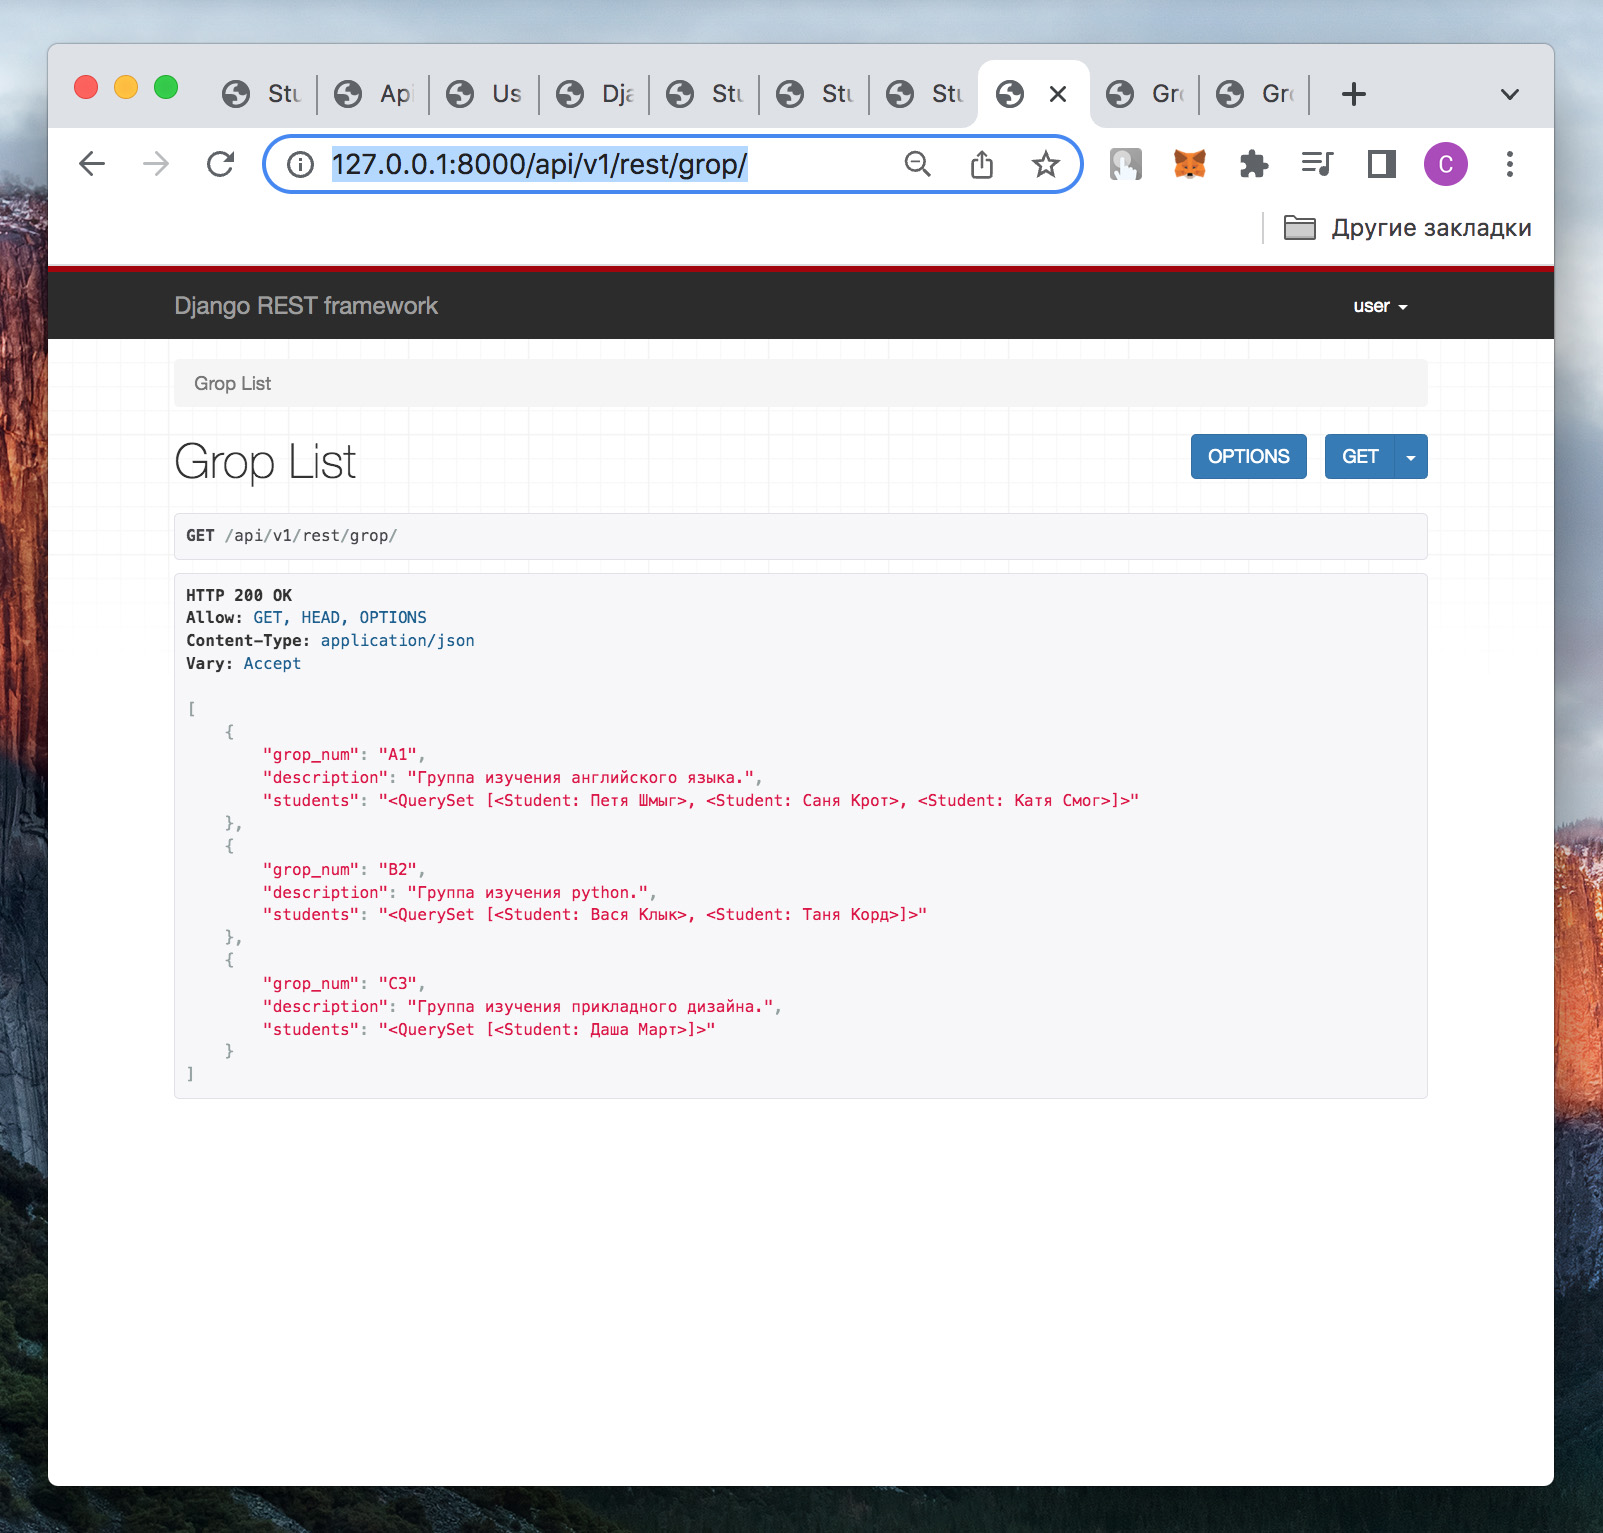 Stu Api Us Dja Stu Stu Stu Gro Gro
127.0.0.1:8000/api/v1/rest/grop/
C
Другие закладки
Django REST framework
user
Grop List
Grop List
OPTIONS
GET
GET /api/v1/rest/grop/
HTTP 200 OK
Allow: GET, HEAD, OPTIONS
Content-Type: application/json
Vary: Accept
[
{
"grop_num": "A1",
"description": "Группа изучения английского языка.",
"students": "<QuerySet [<Student: Петя Шмыг>, <Student: Саня Крот>, <Student: Катя Смог>]>"
},
{
"grop_num": "B2",
"description": "Группа изучения python.",
"students": "<QuerySet [<Student: Вася Клык>, <Student: Таня Корд>]>"
},
{
"grop_num": "C3",
"description": "Группа изучения прикладного дизайна.",
"students": "<QuerySet [<Student: Даша Март>]>"
}
]